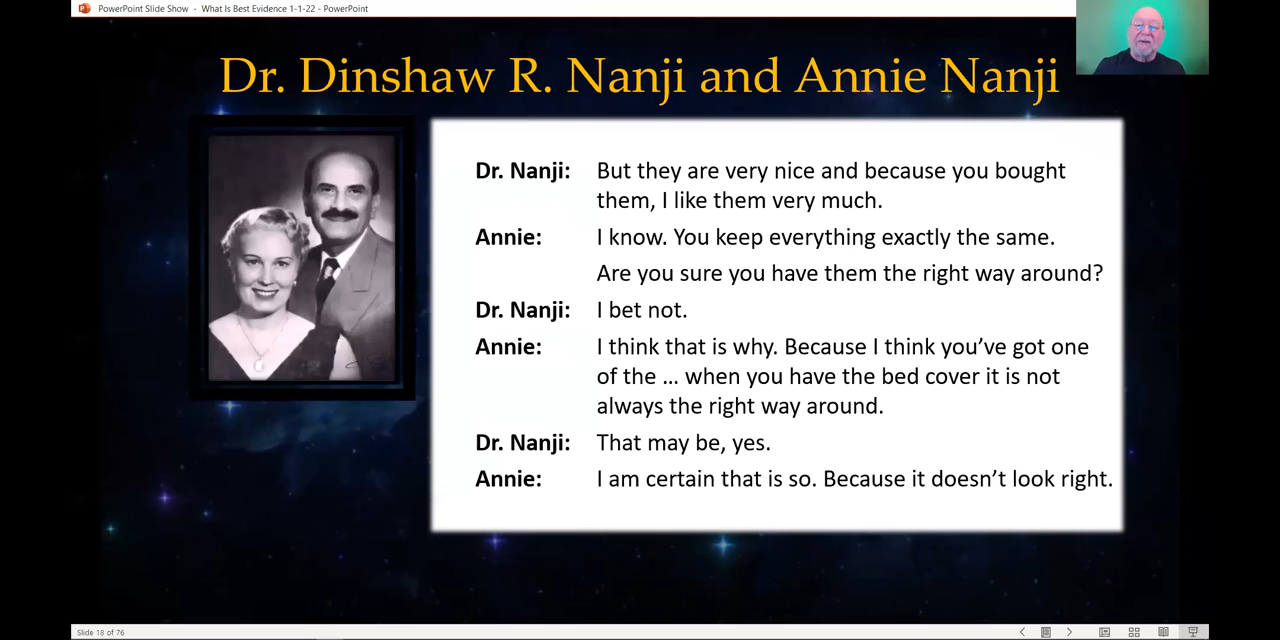 PowerPoint Slide Show - What Is Best Evidence 1-1-22 - PowerPoint
Dr. Dinshaw R. Nanji and Annie Nanji
Dr. Nanji: But they are very nice and because you bought
them, I like them very much.
Annie: I know. You keep everything exactly the same.
Are you sure you have them the right way around?
Dr. Nanji: I bet not.
Annie: I think that is why. Because I think you’ve got one
of the ... when you have the bed cover it is not
always the right way around.
Dr. Nanji: That may be, yes.
Annie: I am certain that is so. Because it doesn’t look right.
Slide 18 of 76